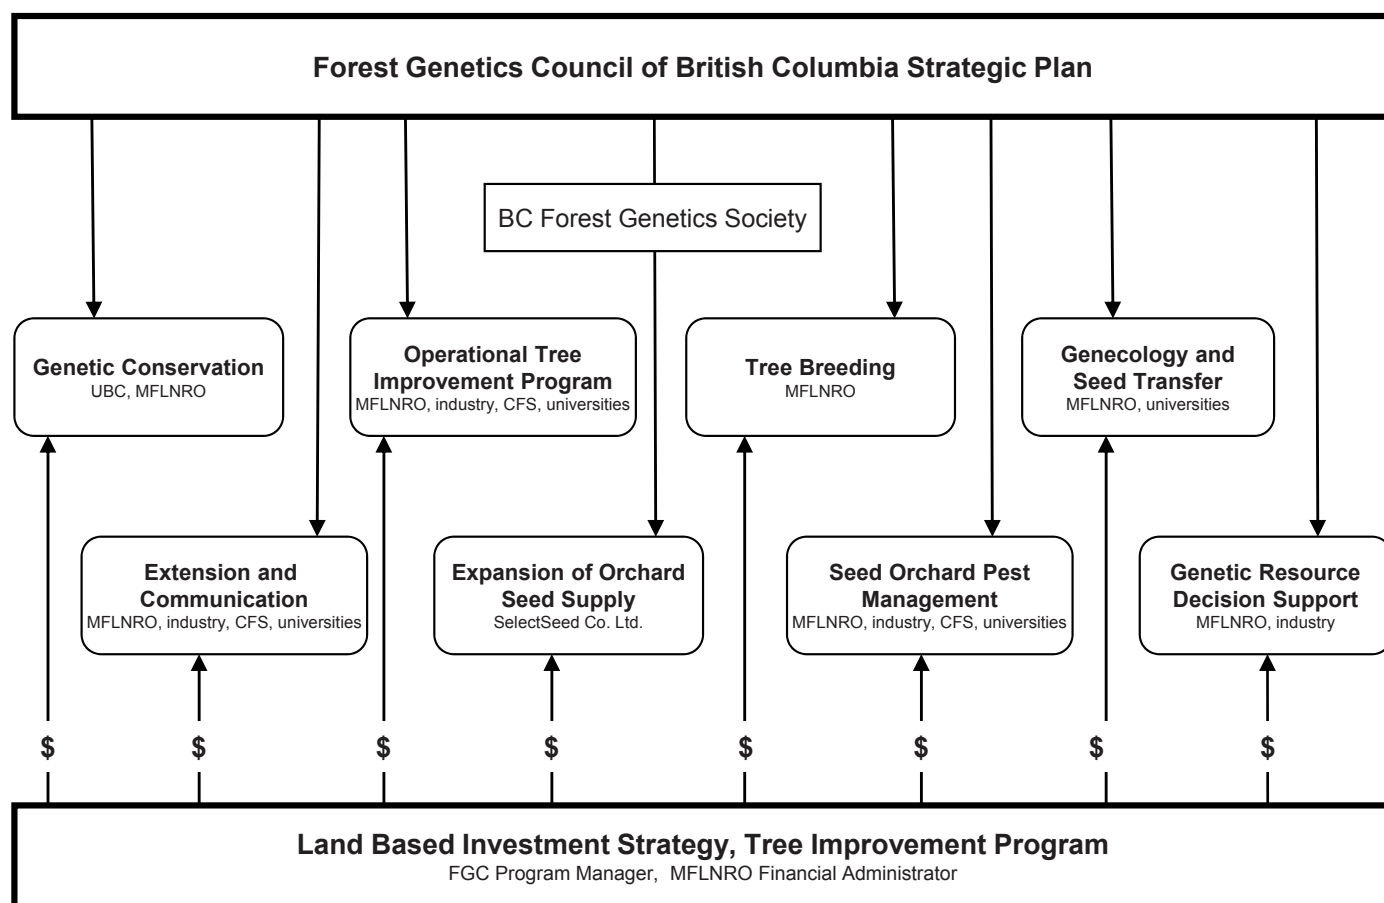 Forest Genetics Council of British Columbia Strategic Plan
BC Forest Genetics Society
Genetic Conservation
UBC, MFLNRO
Operational Tree
Improvement Program
MFLNRO, industry, CFS, universities
Tree Breeding
MFLNRO
Genecology and
Seed Transfer
MFLNRO, universities
Extension and
Communication
MFLNRO, industry, CFS, universities
Expansion of Orchard
Seed Supply
SelectSeed Co. Ltd.
Seed Orchard Pest
Management
MFLNRO, industry, CFS, universities
Genetic Resource
Decision Support
MFLNRO, industry
$ $ $ $ $ $ $ $
Land Based Investment Strategy, Tree Improvement Program
FGC Program Manager, MFLNRO Financial Administrator